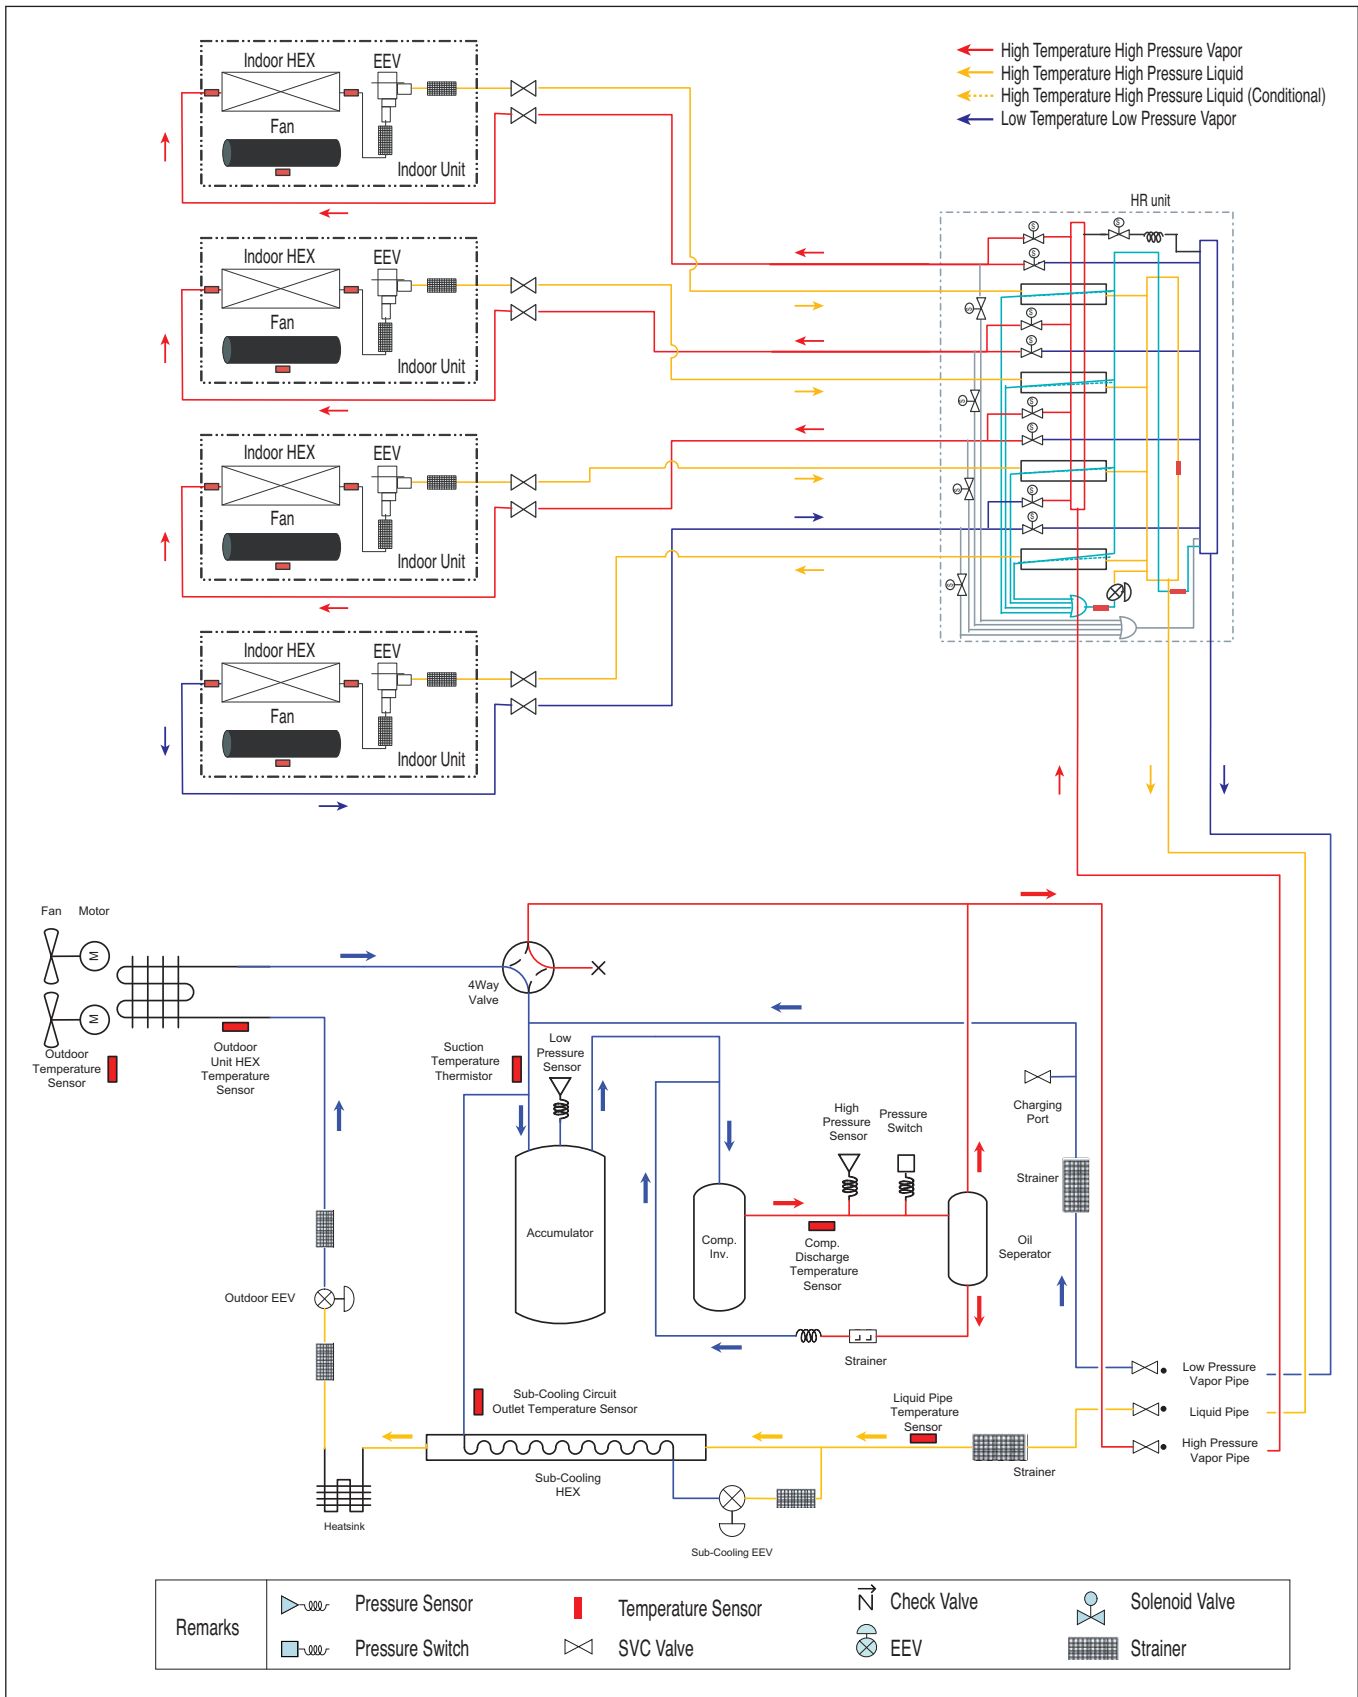 High Temperature High Pressure Vapor
High Temperature High Pressure Liquid
High Temperature High Pressure Liquid (Conditional)
Low Temperature Low Pressure Vapor
Indoor HEX
EEV
Fan
Indoor Unit
HR unit
S
S
S
Indoor HEX
EEV
Fan
Indoor Unit
S
S
S
S
S
S
Indoor HEX
EEV
Fan
Indoor Unit
S
S
S
S
Indoor HEX
EEV
Fan
Indoor Unit
Fan
Motor
M
M
4Way
Valve
Outdoor
Temperature
Sensor
Outdoor
Unit HEX
Temperature
Sensor
Suction
Temperature
Thermistor
Low
Pressure
Sensor
Charging
Port
High
Pressure
Sensor
Pressure
Switch
Strainer
Accumulator
Comp.
Inv.
Comp.
Discharge
Temperature
Sensor
Oil
Seperator
Outdoor EEV
Strainer
Low Pressure
Vapor Pipe
Liquid Pipe
High Pressure
Vapor Pipe
Sub-Cooling Circuit
Outlet Temperature Sensor
Liquid Pipe
Temperature
Sensor
Strainer
Sub-Cooling
HEX
Heatsink
Sub-Cooling EEV
Remarks
Pressure Sensor
Temperature Sensor
N
Check Valve
Solenoid Valve
Pressure Switch
SVC Valve
EEV
Strainer